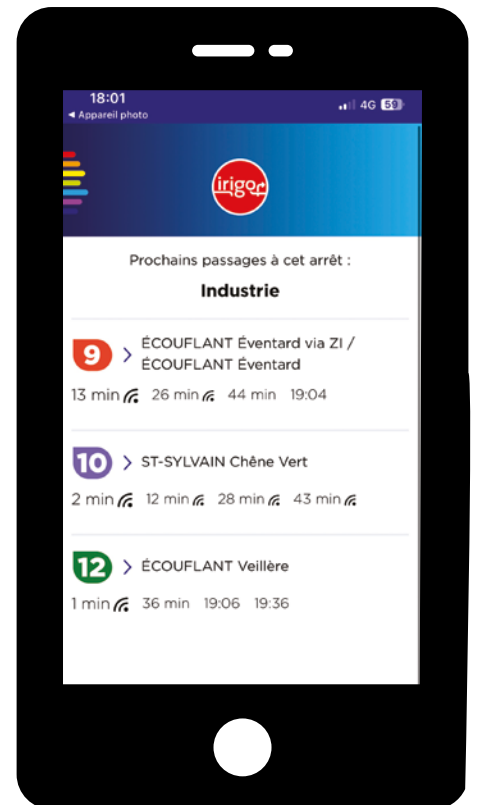 18:01
4G 59
◄ Appareil photo
irigo
Prochains passages à cet arrêt :
Industrie
9 > ÉCOUFLANT Éventard via ZI /
ÉCOUFLANT Éventard
13 min 26 min 44 min 19:04
10 > ST-SYLVAIN Chêne Vert
2 min 12 min 28 min 43 min
12 > ÉCOUFLANT Veillère
1 min 36 min 19:06 19:36